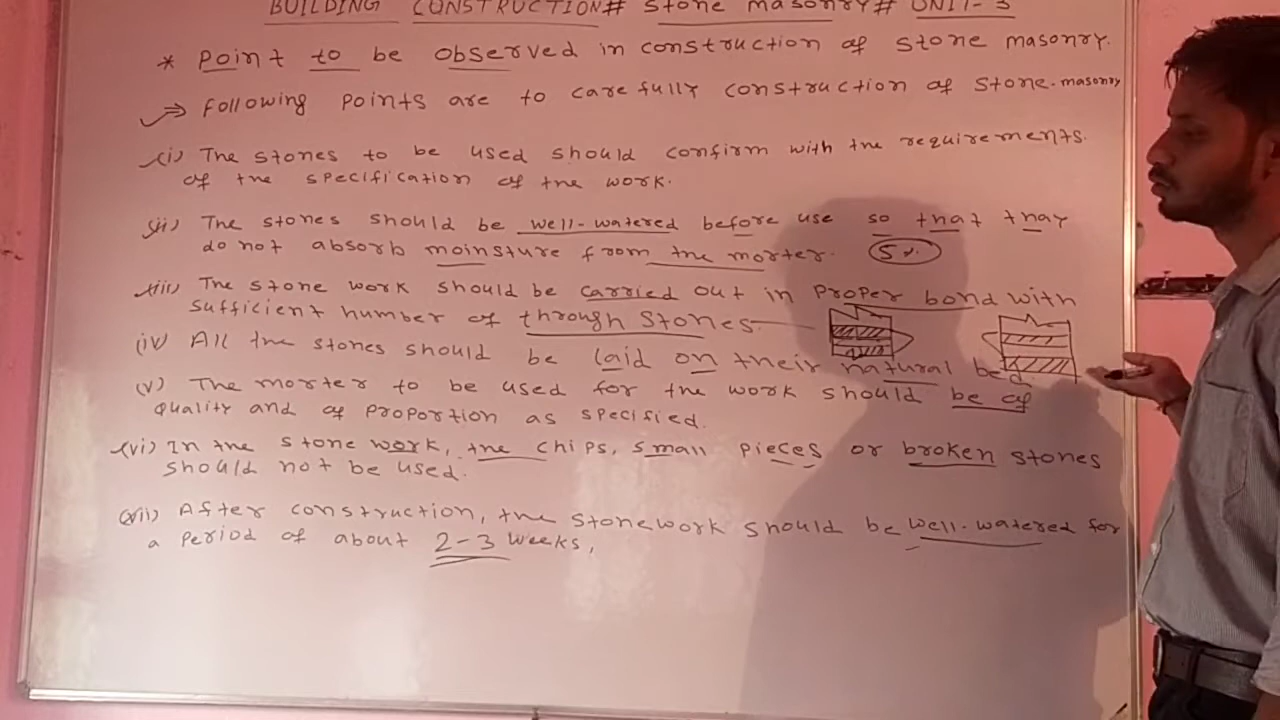 BUILDING CONSTRUCTION# Stone masonry# UNIT-3
* Point to be observed in construction of stone masonry.
⇒ Following points are to carefully construction of stone-masonry
(i) The stones to be used should confirm with the requirements.
of the specification of the work.
(ii) The stones should be well-watered before use so that thay
do not absorb moinsture from the morter. 5%.
(iii) The stone work should be carried out in proper bond with
sufficient number of through stones.
(iv) All the stones should be laid on their natural bed.
(v) The morter to be used for the work should be of
quality and of proportion as specified.
(vi) In the stone work, the chips, small pieces or broken stones
should not be used.
(vii) After construction, the stonework should be well-watered for
a period of about 2-3 weeks,